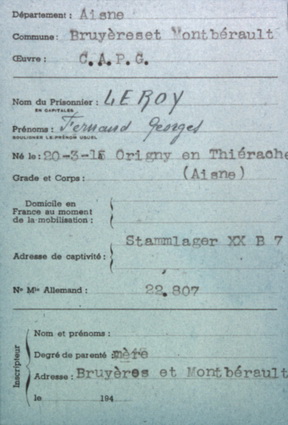 Département : Aisne
Commune : Bruyèreset Montbérault
Œuvre : C.A.P.G.
Nom du Prisonnier : LEROY
EN CAPITALES
Prénoms : Fernand Georges
SOULIGNER LE PRÉNOM USUEL
Né le : 20-3-15 Origny en Thiérache
Grade et Corps : (Aisne)
Domicile en
France au moment
de la mobilisation :
Stammlager XX B 7
Adresse de captivité :
N° Mle Allemand : 22.807
Inscripteur
Nom et prénoms :
Degré de parenté mère
Adresse : Bruyères et Montbérault
le 194